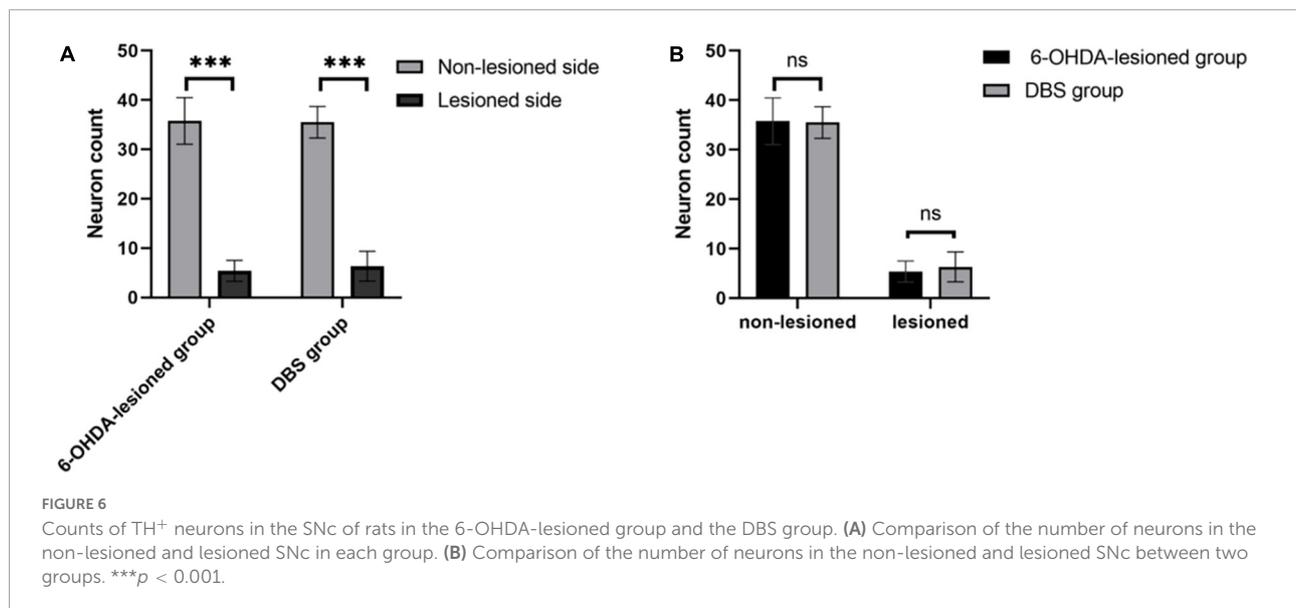 A
50
40
30
20
10
0
Neuron count
***
***
Non-lesioned side
Lesioned side
6-OHDA-lesioned group
DBS group
B
50
40
30
20
10
0
Neuron count
ns
ns
6-OHDA-lesioned group
DBS group
non-lesioned
lesioned
FIGURE 6
Counts of TH+ neurons in the SNc of rats in the 6-OHDA-lesioned group and the DBS group. (A) Comparison of the number of neurons in the
non-lesioned and lesioned SNc in each group. (B) Comparison of the number of neurons in the non-lesioned and lesioned SNc between two
groups. ***p < 0.001.